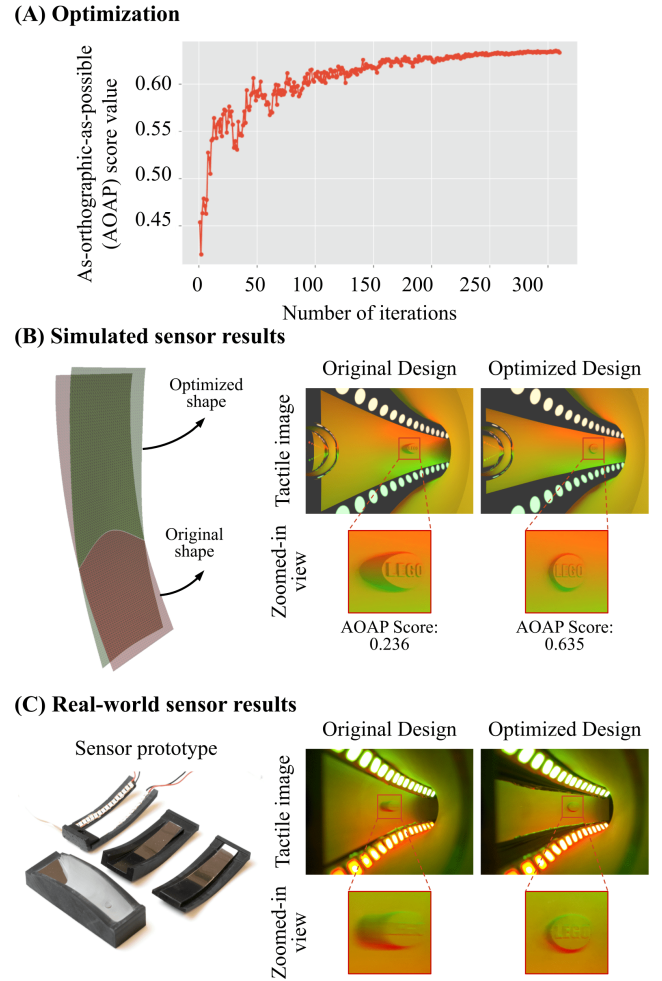 (A) Optimization
As-orthographic-as-possible
(AOAP) score value
0.60
0.55
0.50
0.45
0
50
100
150
200
250
300
Number of iterations
(B) Simulated sensor results
Optimized
shape
Original
shape
Original Design
Optimized Design
Tactile image
Zoomed-in
view
LEGO
LEGO
AOAP Score:
0.236
AOAP Score:
0.635
(C) Real-world sensor results
Sensor prototype
Original Design
Optimized Design
Tactile image
Zoomed-in
view
LEGO